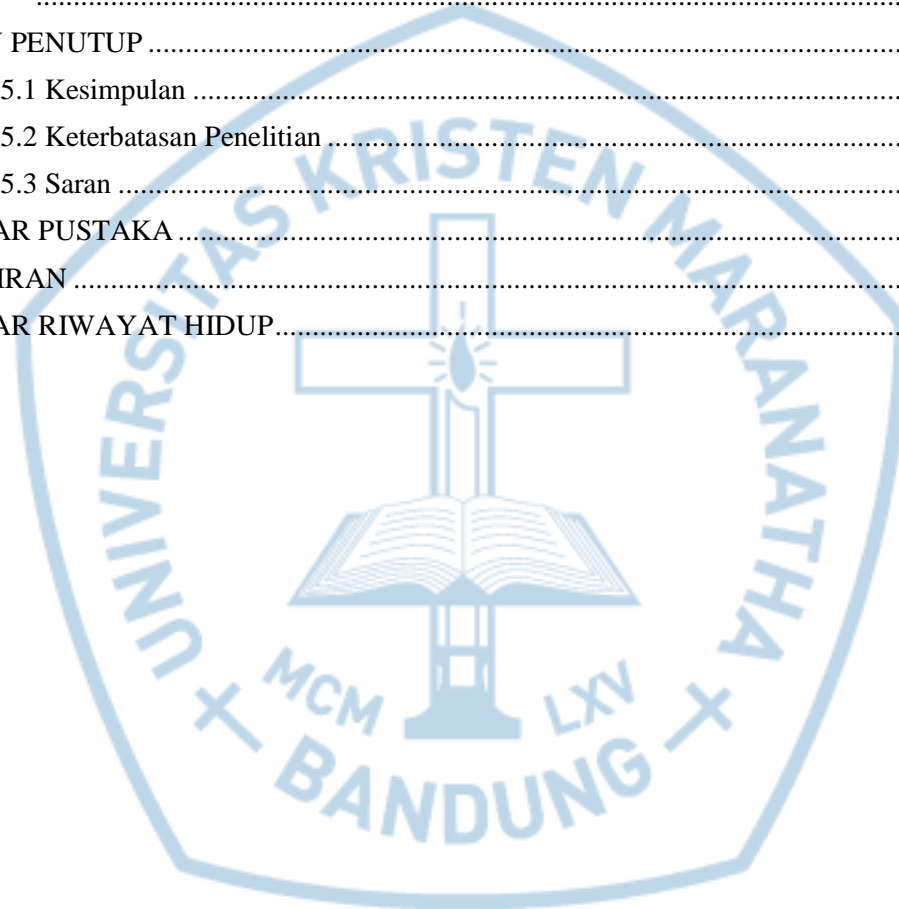 ................................................................................................................
PENUTUP ................................................................................................
5.1 Kesimpulan ................................................................................................
5.2 Keterbatasan Penelitian ................................................................................
5.3 Saran ................................................................................................
AR PUSTAKA ................................................................................................
IRAN ................................................................................................
AR RIWAYAT HIDUP ................................................................................
UNIVERSITAS KRISTEN MARANATHA
MCM LXV
BANDUNG